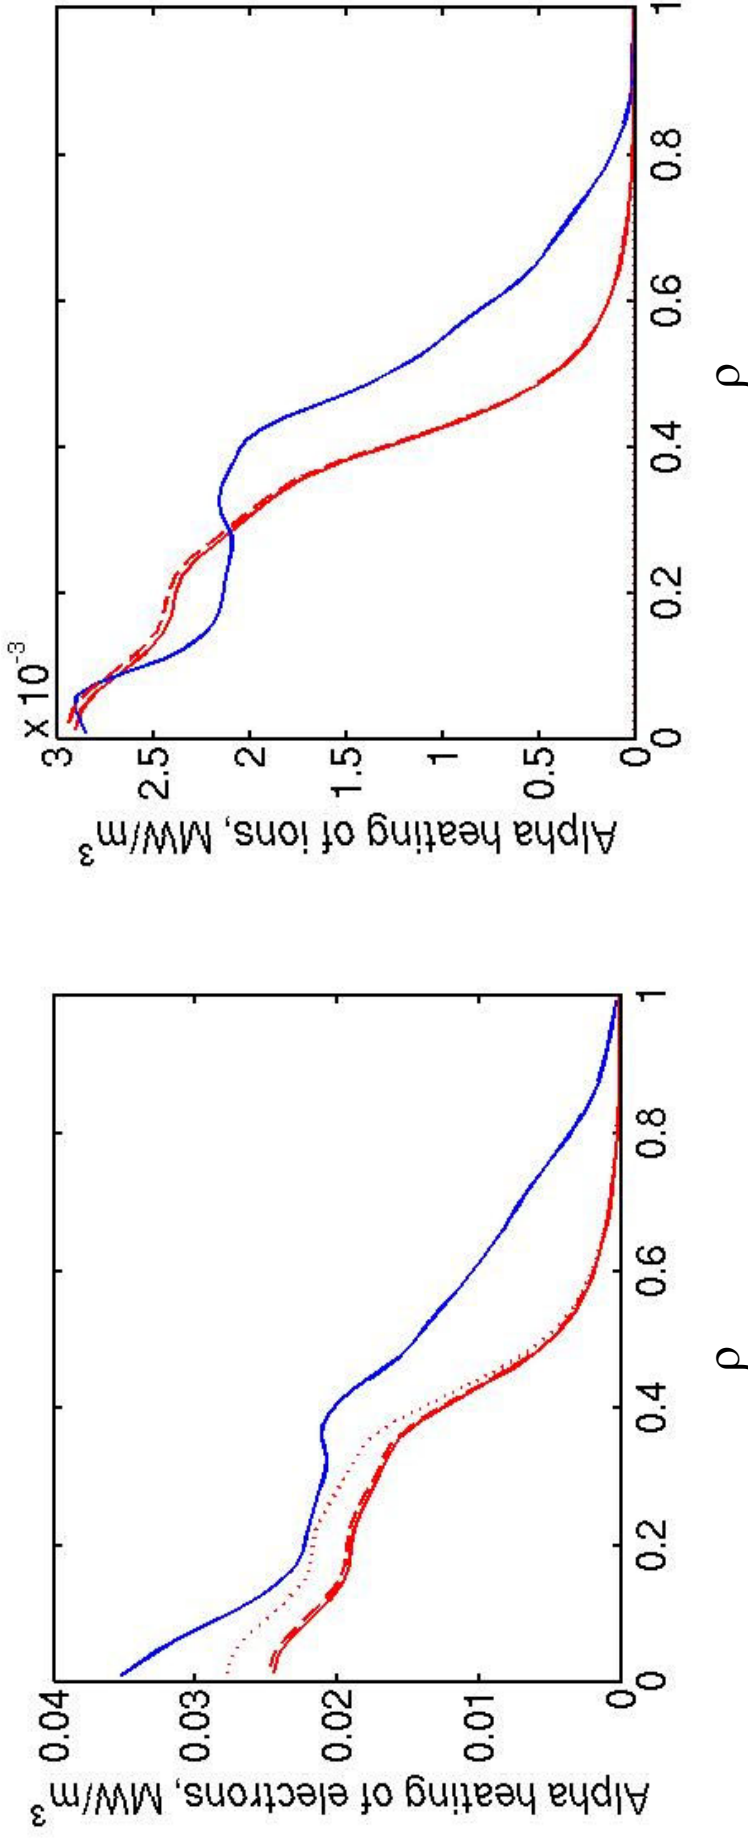 0.04
0.03
0.02
0.01
0
Alpha heating of electrons, MW/m³
0 0.2 0.4 0.6 0.8 1
ρ
x 10⁻³
3
2.5
2
1.5
1
0.5
0
Alpha heating of ions, MW/m³
0 0.2 0.4 0.6 0.8 1
ρ